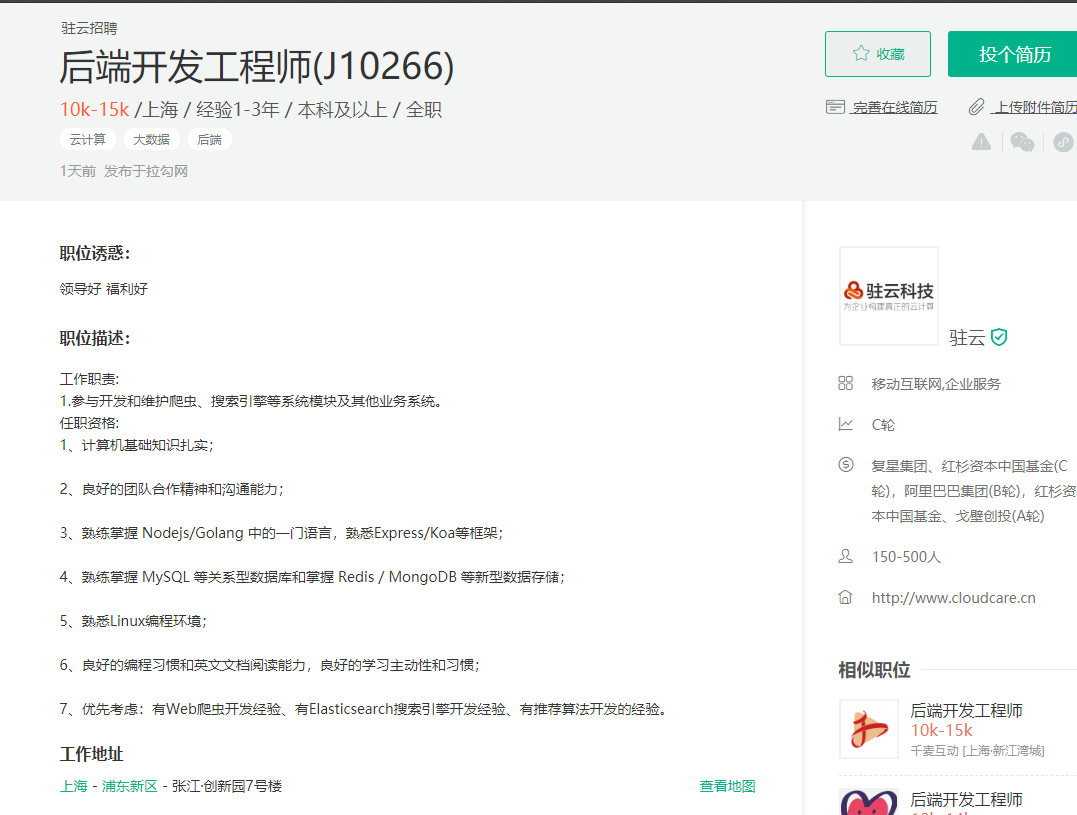 驻云招聘
后端开发工程师(J10266)
10k-15k /上海 / 经验1-3年 / 本科及以上 / 全职
云计算 大数据 后端
1天前 发布于拉勾网
收藏
投个简历
完善在线简历
上传附件简历
职位诱惑：
领导好 福利好
职位描述：
工作职责:
1.参与开发和维护爬虫、搜索引擎等系统模块及其他业务系统。
任职资格:
1、计算机基础知识扎实；
2、良好的团队合作精神和沟通能力；
3、熟练掌握 Nodejs/Golang 中的一门语言，熟悉Express/Koa等框架；
4、熟练掌握 MySQL 等关系型数据库和掌握 Redis / MongoDB 等新型数据存储；
5、熟悉Linux编程环境；
6、良好的编程习惯和英文文档阅读能力，良好的学习主动性和习惯；
7、优先考虑：有Web爬虫开发经验、有Elasticsearch搜索引擎开发经验、有推荐算法开发的经验。
工作地址
上海 - 浦东新区 - 张江·创新园7号楼
查看地图
驻云科技
为企业构建真正的云计算
驻云
移动互联网,企业服务
C轮
复星集团、红杉资本中国基金(C
轮)，阿里巴巴集团(B轮)，红杉资
本中国基金、戈壁创投(A轮)
150-500人
http://www.cloudcare.cn
相似职位
后端开发工程师
10k-15k
千麦互动 [上海·新江湾城]
后端开发工程师